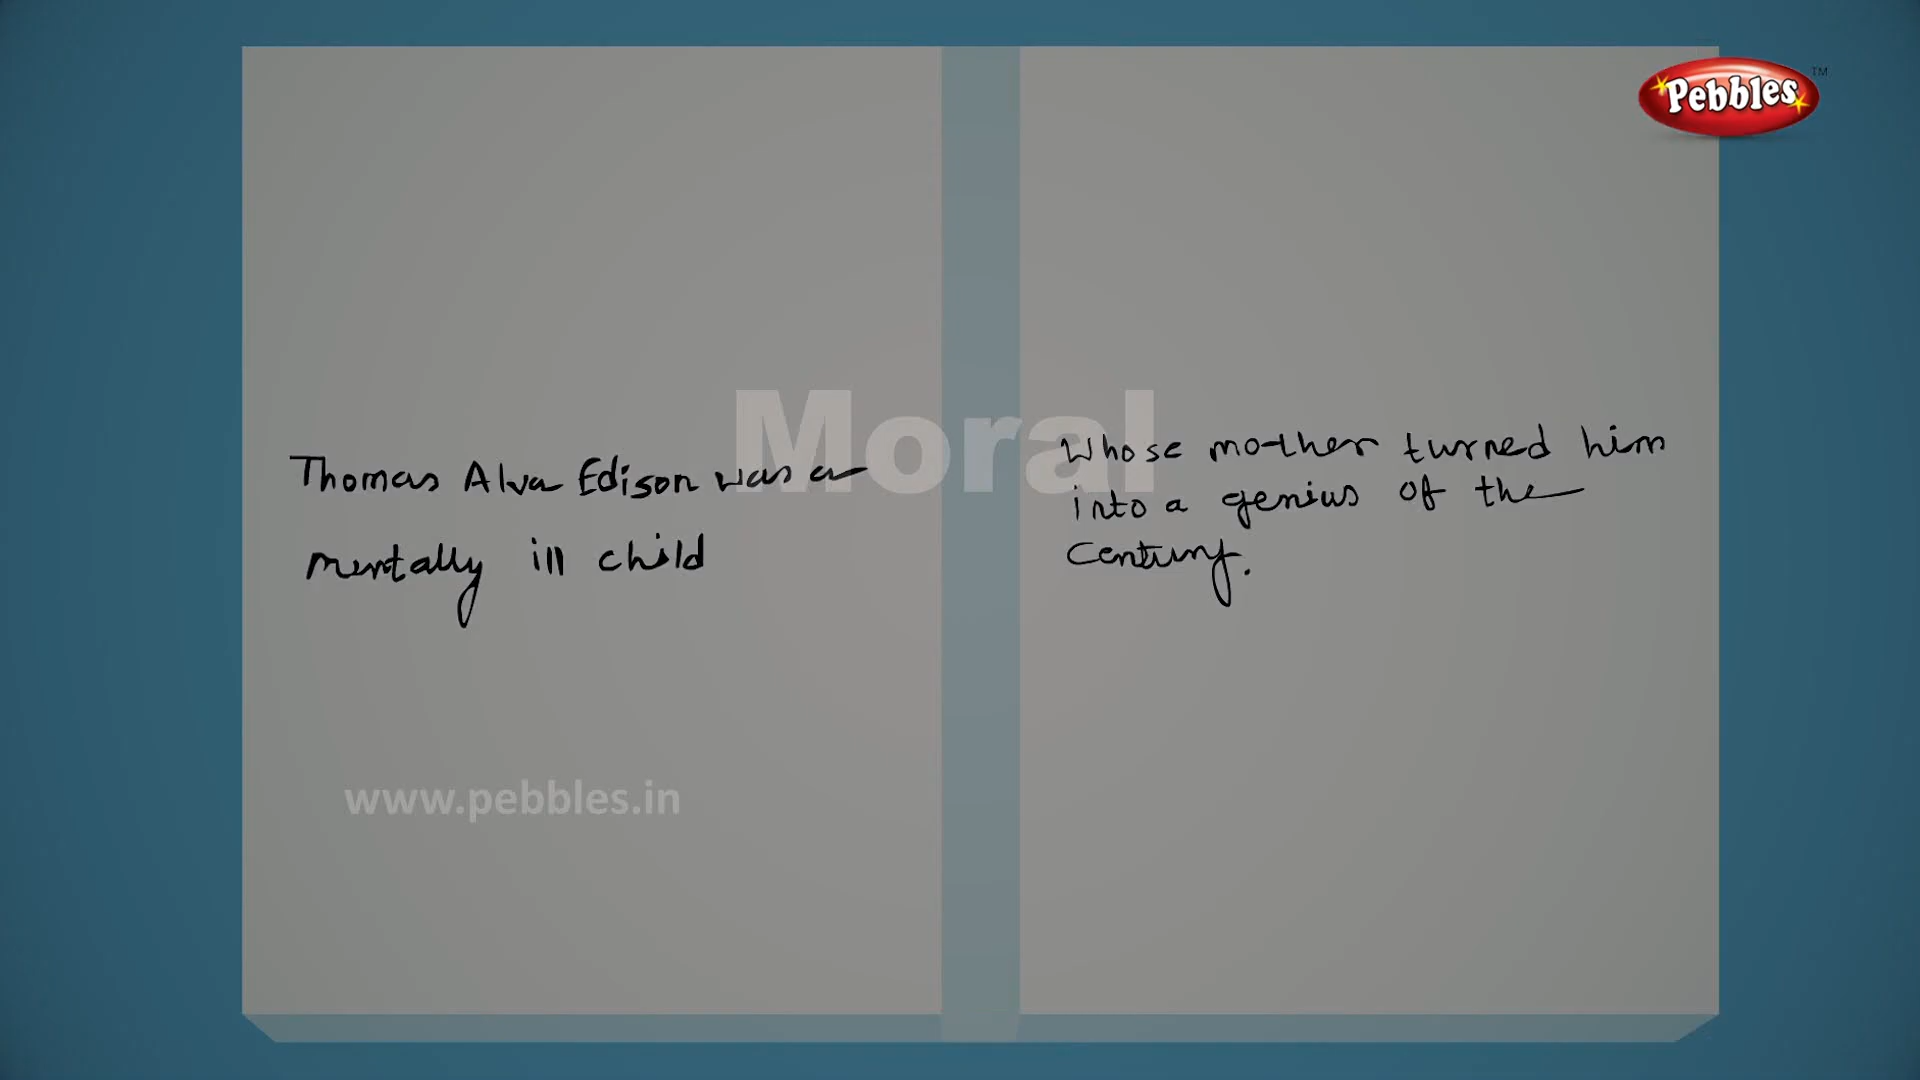 Pebbles TM
Moral
Thomas Alva Edison was a
mentally ill child
Whose mother turned him
into a genius of the
Century.
www.pebbles.in